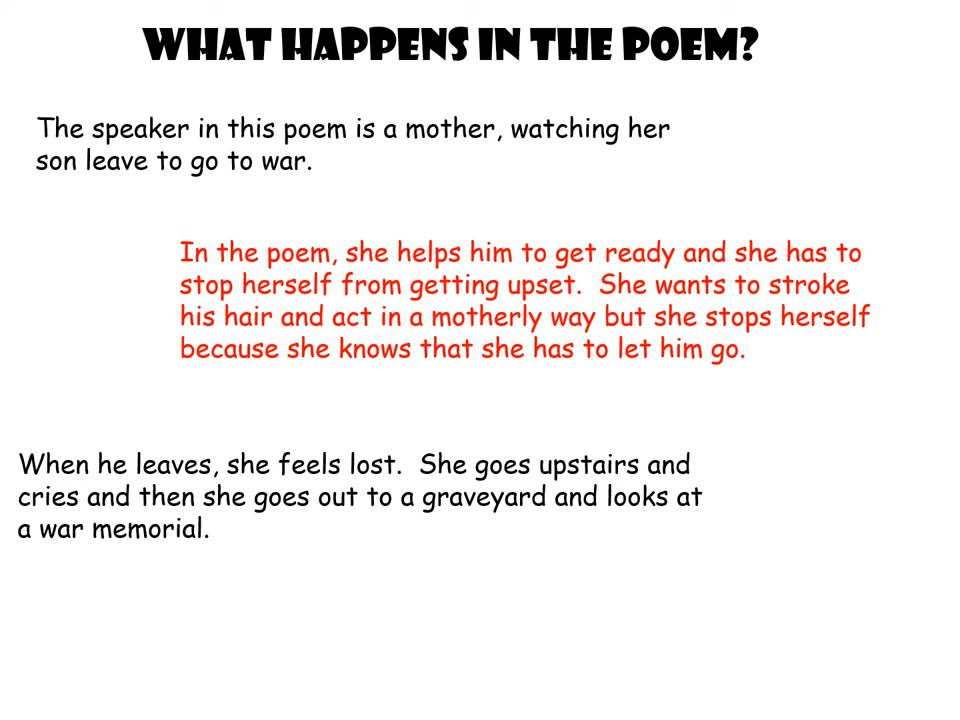 WHAT HAPPENS IN THE POEM?
The speaker in this poem is a mother, watching her
son leave to go to war.
In the poem, she helps him to get ready and she has to
stop herself from getting upset.  She wants to stroke
his hair and act in a motherly way but she stops herself
because she knows that she has to let him go.
When he leaves, she feels lost.  She goes upstairs and
cries and then she goes out to a graveyard and looks at
a war memorial.